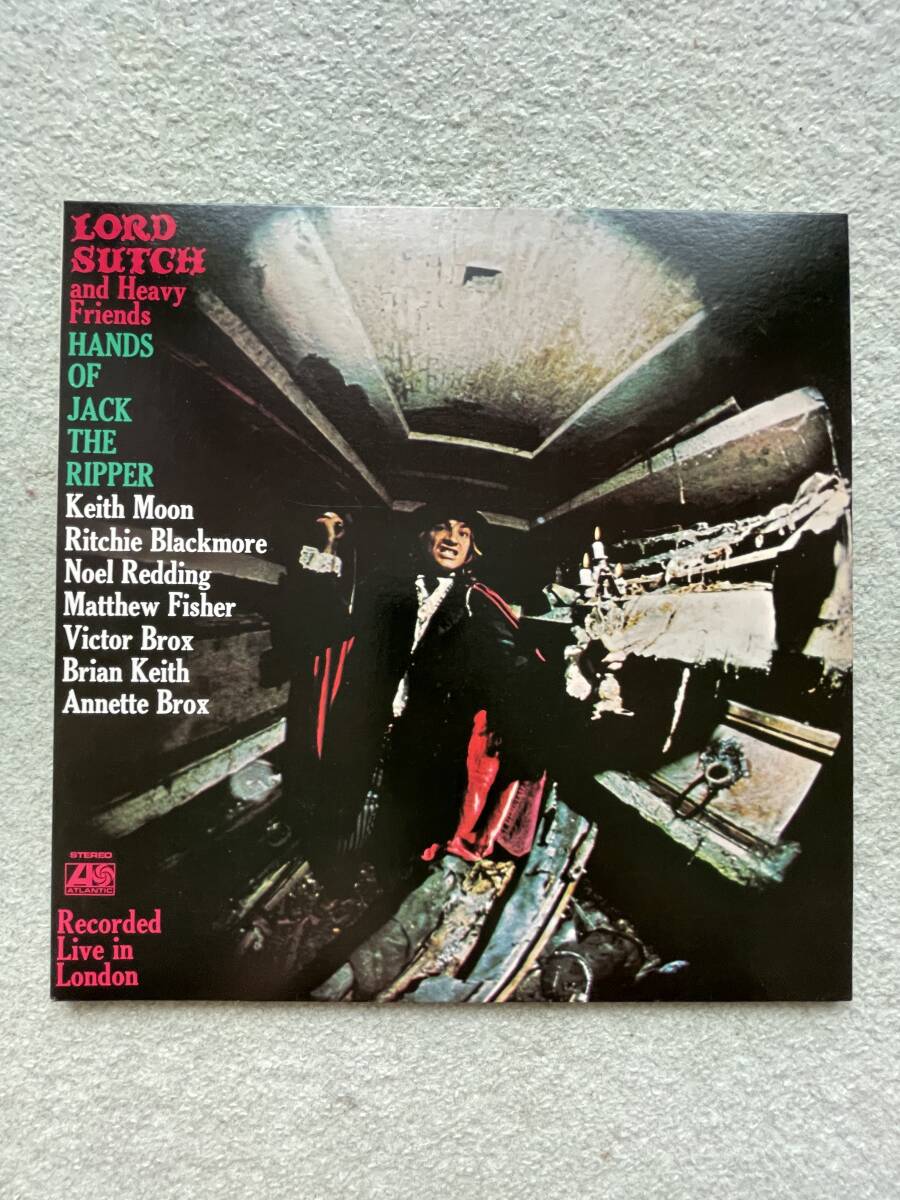 LORD
SUTCH
and Heavy
Friends
HANDS
OF
JACK
THE
RIPPER
Keith Moon
Ritchie Blackmore
Noel Redding
Matthew Fisher
Victor Brox
Brian Keith
Annette Brox
STEREO
ATLANTIC
Recorded
Live in
London